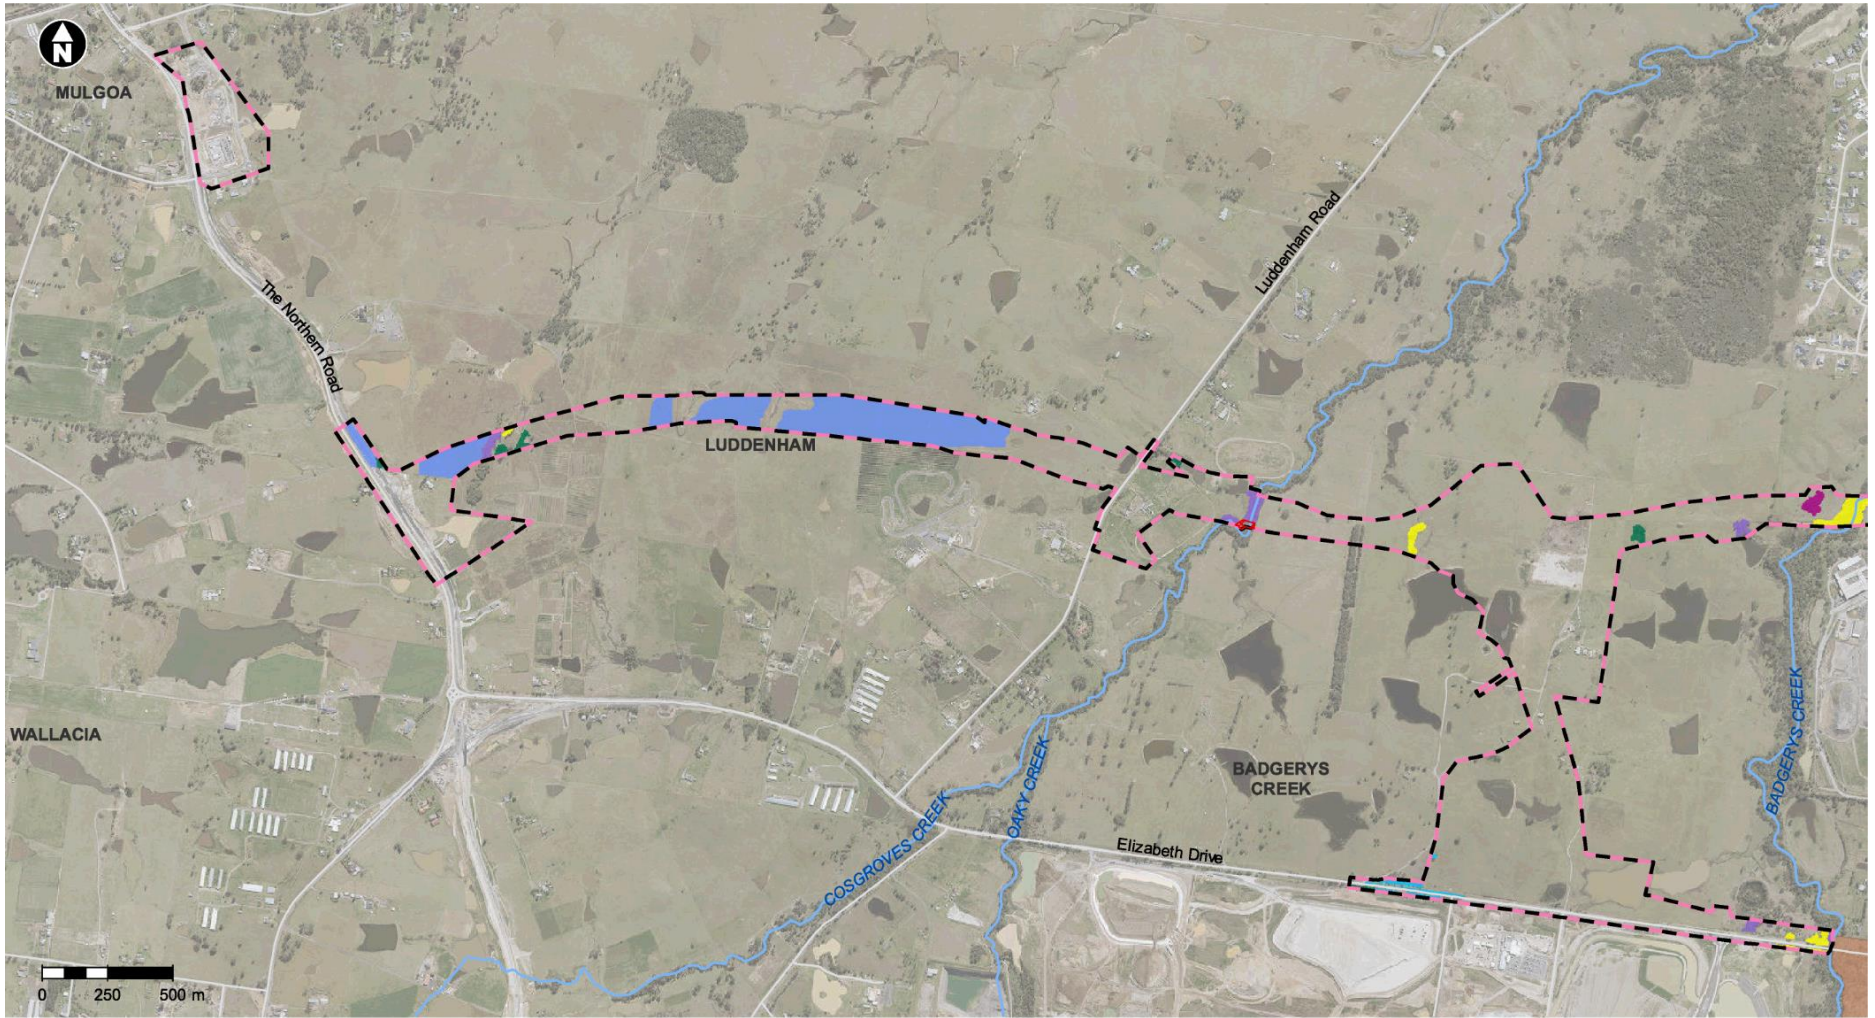 N
MULGOA
Luddenham Road
The Northern Road
LUDDENHAM
WALLACIA
BADGERYS
CREEK
BADGERYS CREEK
OAKY CREEK
COSGROVES CREEK
Elizabeth Drive
0 250 500 m